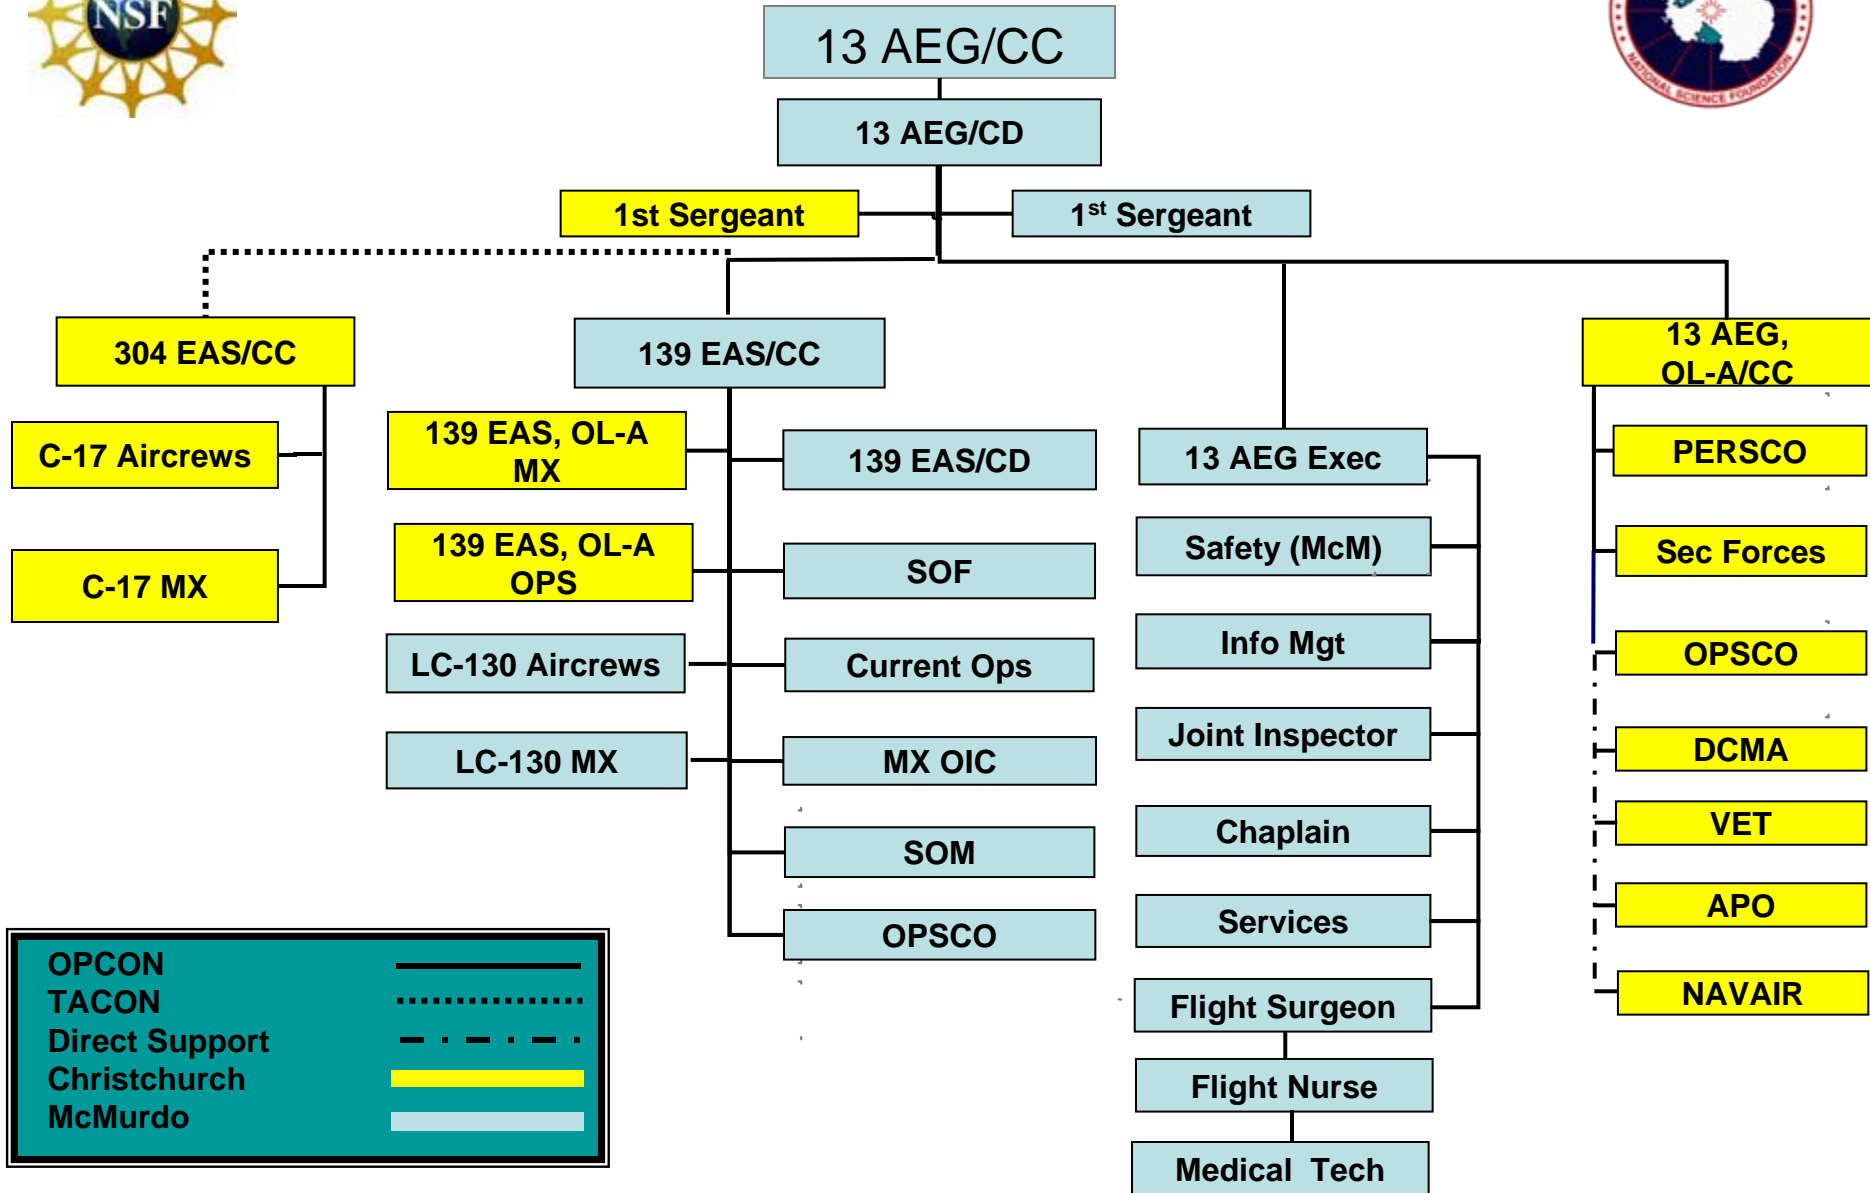 NSF
13 AEG/CC
NATIONAL SCIENCE FOUNDATION
13 AEG/CD
1st Sergeant
1st Sergeant
304 EAS/CC
139 EAS/CC
13 AEG,
OL-A/CC
C-17 Aircrews
C-17 MX
139 EAS, OL-A
MX
139 EAS, OL-A
OPS
LC-130 Aircrews
LC-130 MX
139 EAS/CD
SOF
Current Ops
MX OIC
SOM
OPSCO
13 AEG Exec
Safety (McM)
Info Mgt
Joint Inspector
Chaplain
Services
Flight Surgeon
Flight Nurse
Medical Tech
PERSCO
Sec Forces
OPSCO
DCMA
VET
APO
NAVAIR
OPCON
TACON
Direct Support
Christchurch
McMurdo